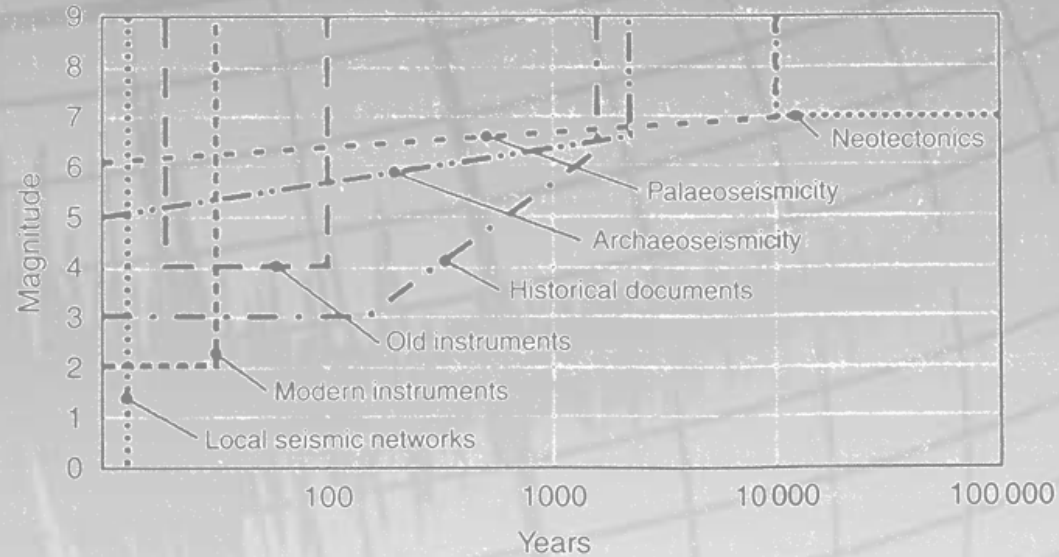 9
8
7
6
5
4
3
2
1
0
Magnitude
Neotectonics
Palaeoseismicity
Archaeoseismicity
Historical documents
Old instruments
Modern instruments
Local seismic networks
100
1000
10 000
100 000
Years